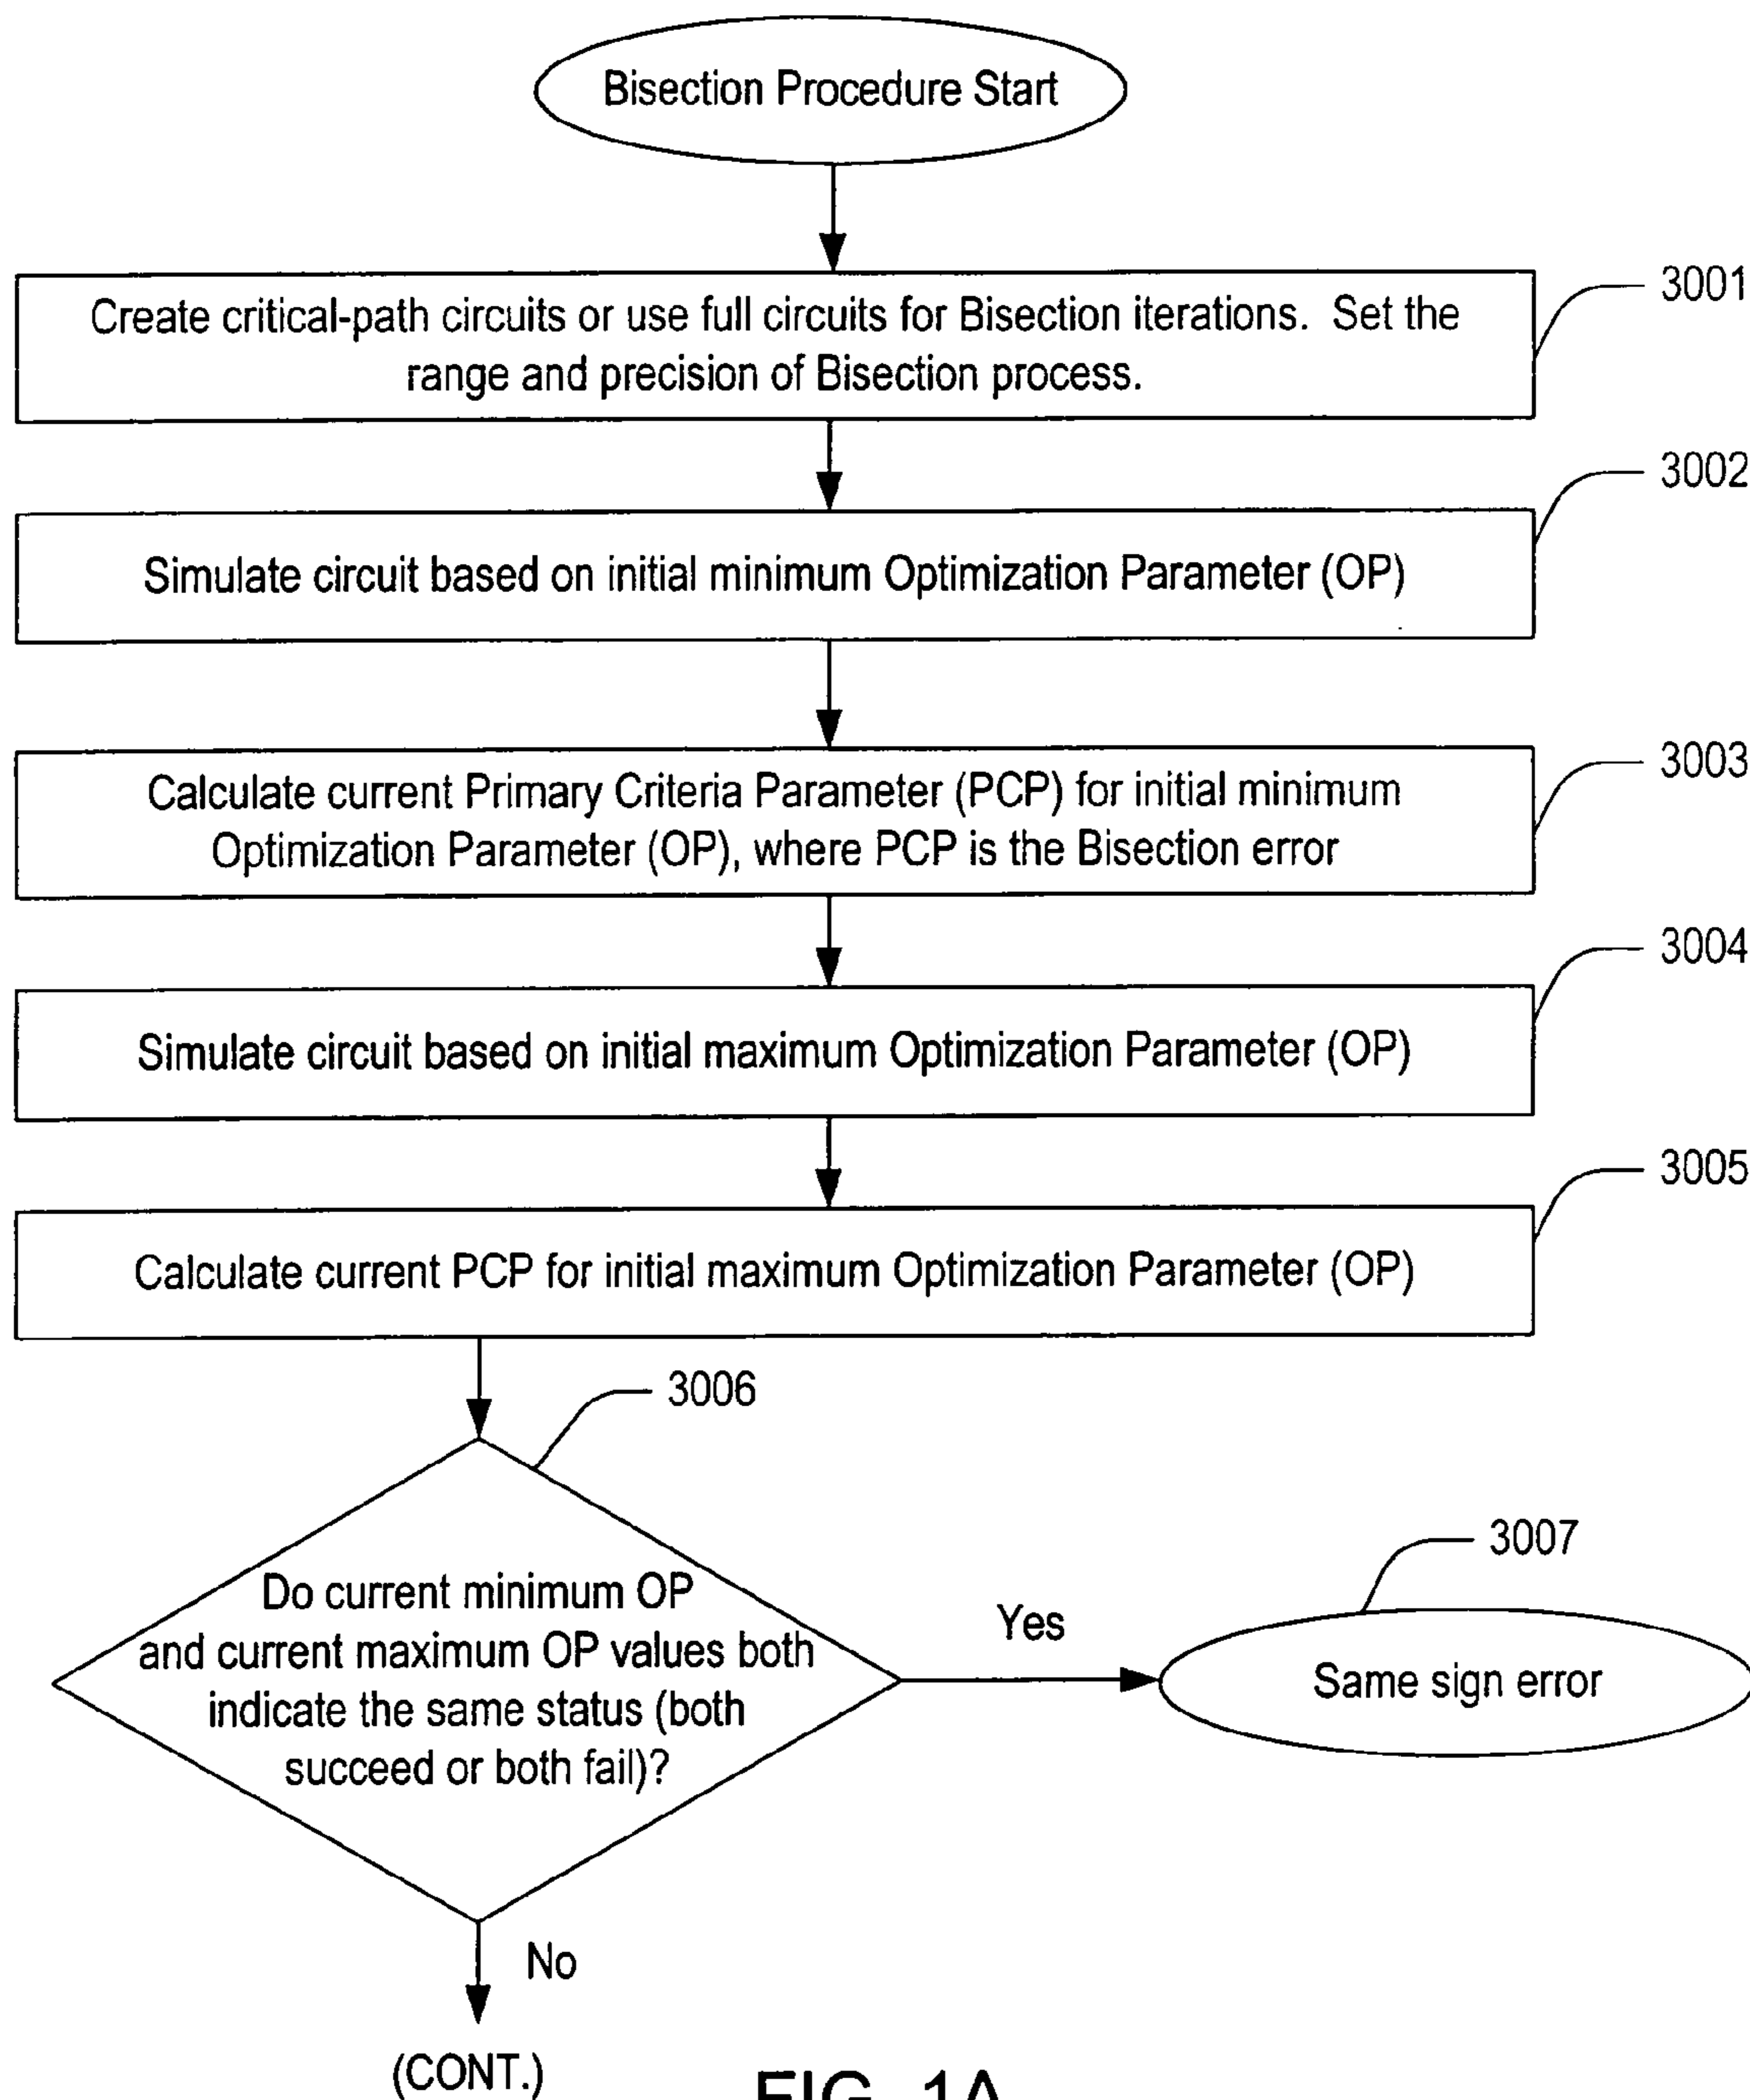 Bisection Procedure Start
3001
Create critical-path circuits or use full circuits for Bisection iterations. Set the
range and precision of Bisection process.
3002
Simulate circuit based on initial minimum Optimization Parameter (OP)
3003
Calculate current Primary Criteria Parameter (PCP) for initial minimum
Optimization Parameter (OP), where PCP is the Bisection error
3004
Simulate circuit based on initial maximum Optimization Parameter (OP)
3005
Calculate current PCP for initial maximum Optimization Parameter (OP)
3006
Do current minimum OP
and current maximum OP values both
indicate the same status (both
succeed or both fail)?
Yes
3007
Same sign error
No
(CONT.)
FIG. 1A